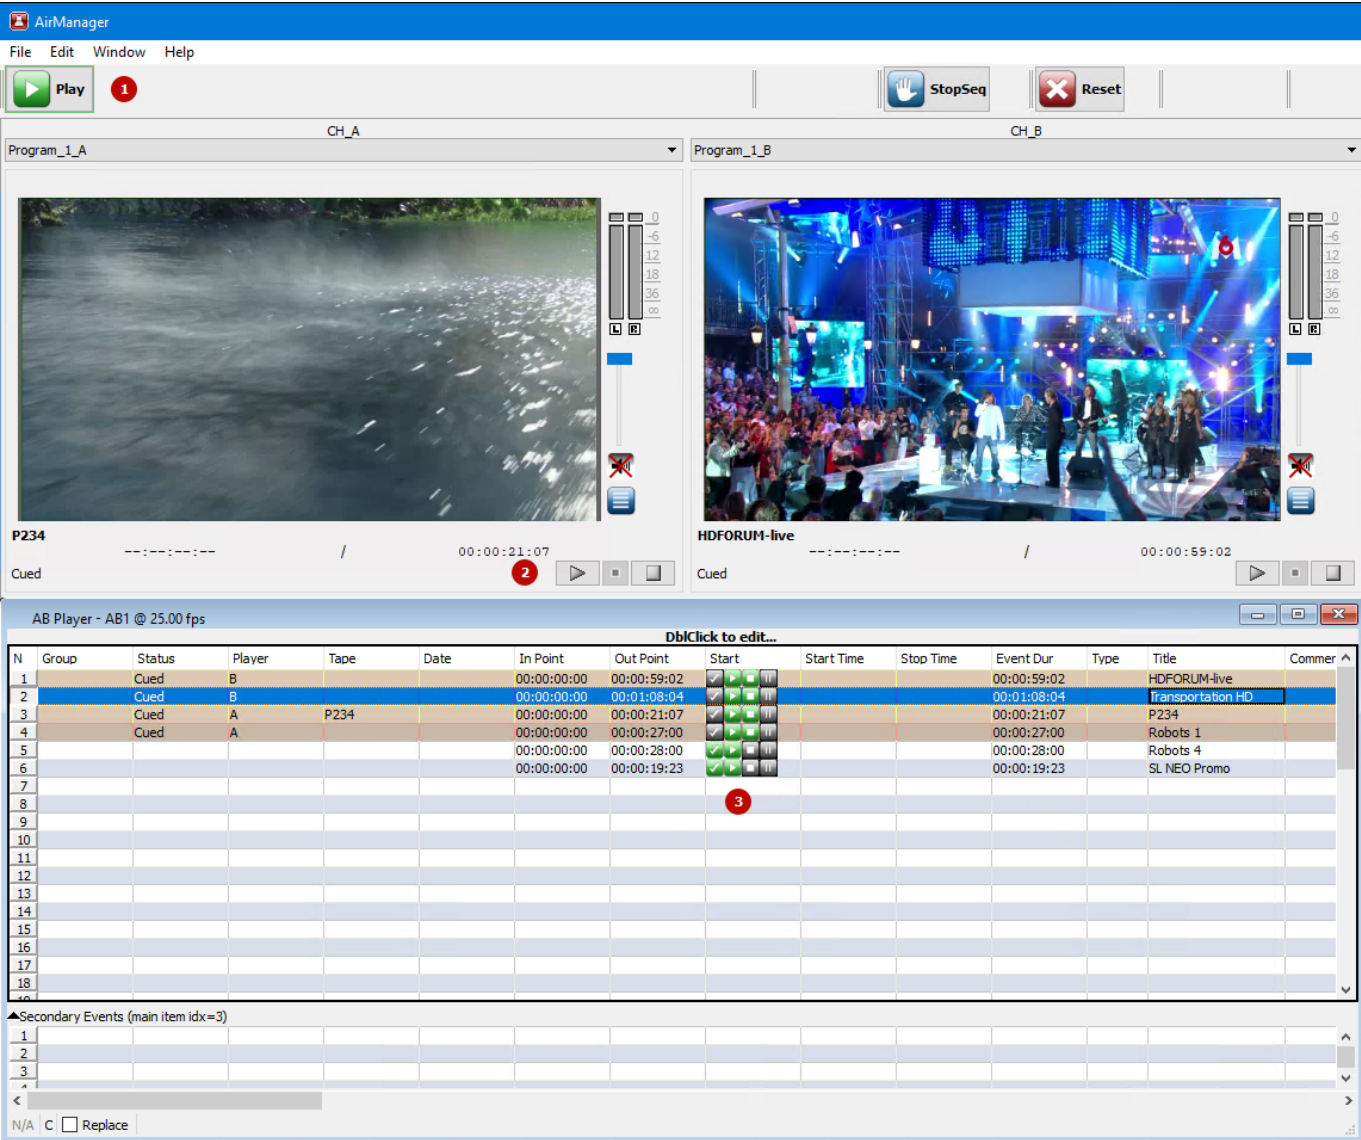 AirManager
File Edit Window Help
Play 1 StopSeq Reset
CH_A CH_B
Program_1_A Program_1_B
0 0
-6 -6
12 12
18 18
36 36
∞ ∞
L R L R
P234 HDFORUM-live
--:--:--:-- / 00:00:21:07 --:--:--:-- / 00:00:59:02
Cued 2 Cued
AB Player - AB1 @ 25.00 fps
DblClick to edit...
N Group Status Player Tape Date In Point Out Point Start Start Time Stop Time Event Dur Type Title Commer
1 Cued B 00:00:00:00 00:00:59:02 00:00:59:02 HDFORUM-live
2 Cued B 00:00:00:00 00:01:08:04 00:01:08:04 Transportation HD
3 Cued A P234 00:00:00:00 00:00:21:07 00:00:21:07 P234
4 Cued A 00:00:00:00 00:00:27:00 00:00:27:00 Robots 1
5 00:00:00:00 00:00:28:00 00:00:28:00 Robots 4
6 00:00:00:00 00:00:19:23 00:00:19:23 SL NEO Promo
7
8 3
9
10
11
12
13
14
15
16
17
18
Secondary Events (main item idx=3)
1
2
3
N/A C Replace